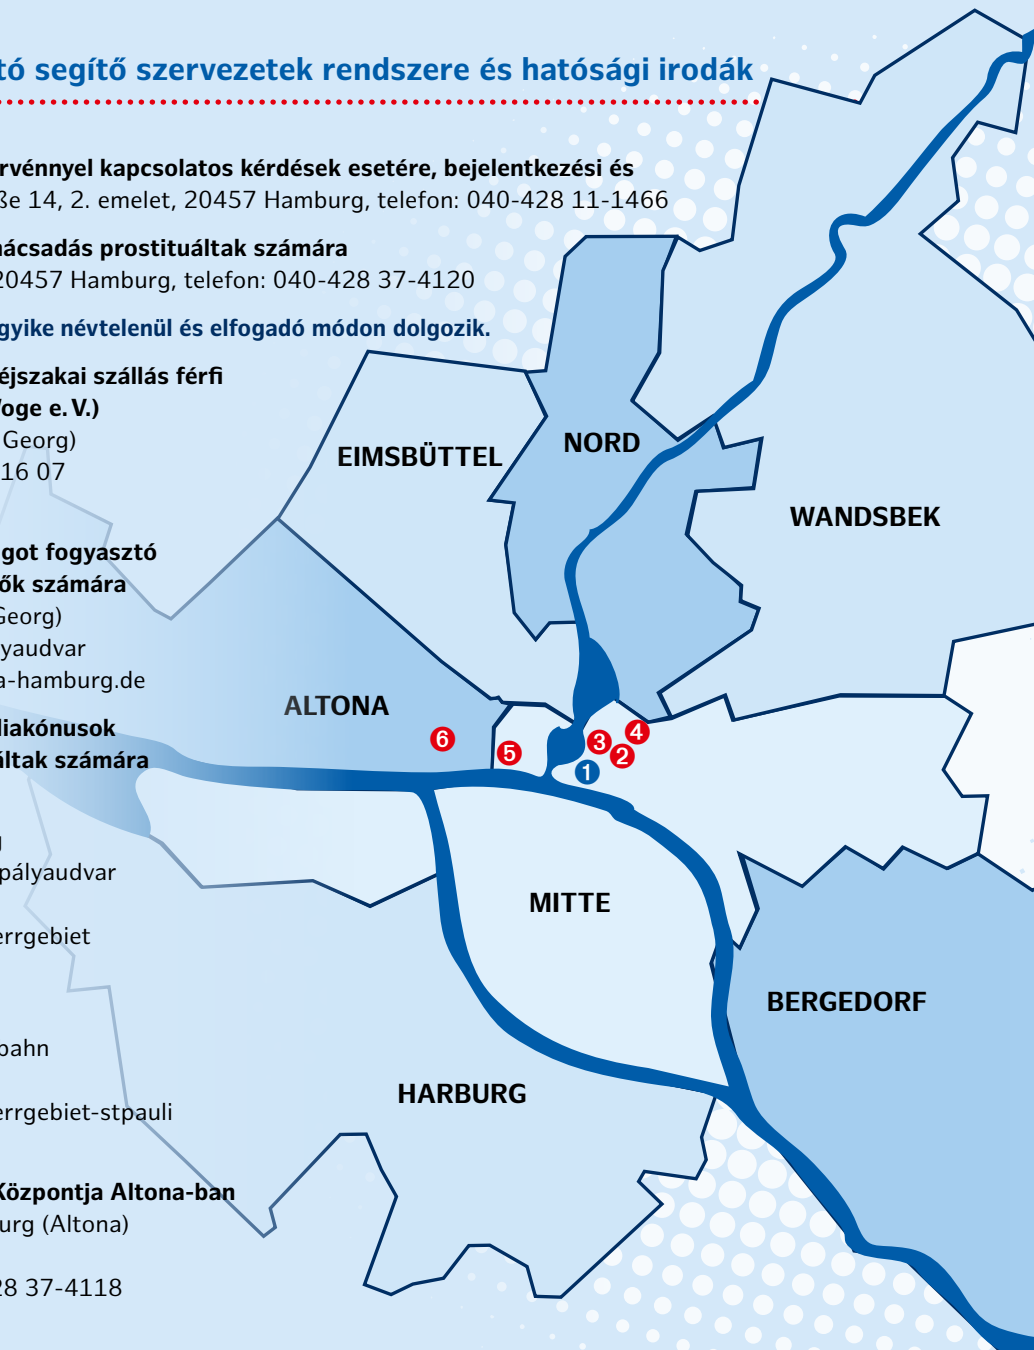 tó segítő szervezetek rendszere és hatósági irodák
rvénnyel kapcsolatos kérdések esetére, bejelentkezési és
ße 14, 2. emelet, 20457 Hamburg, telefon: 040-428 11-1466
ácsadás prostituáltak számára
20457 Hamburg, telefon: 040-428 37-4120
gyike névtelenül és elfogadó módon dolgozik.
éjszakai szállás férfi
oge e. V.)
Georg)
16 07
got fogyasztó
ők számára
Georg)
yaudvar
a-hamburg.de
diakónusok
áltak számára
g
pályaudvar
errgebiet
bahn
errgebiet-stpauli
Központja Altona-ban
urg (Altona)
28 37-4118
EIMSBÜTTEL
NORD
WANDSBEK
ALTONA
6
5
3
4
2
1
MITTE
BERGEDORF
HARBURG